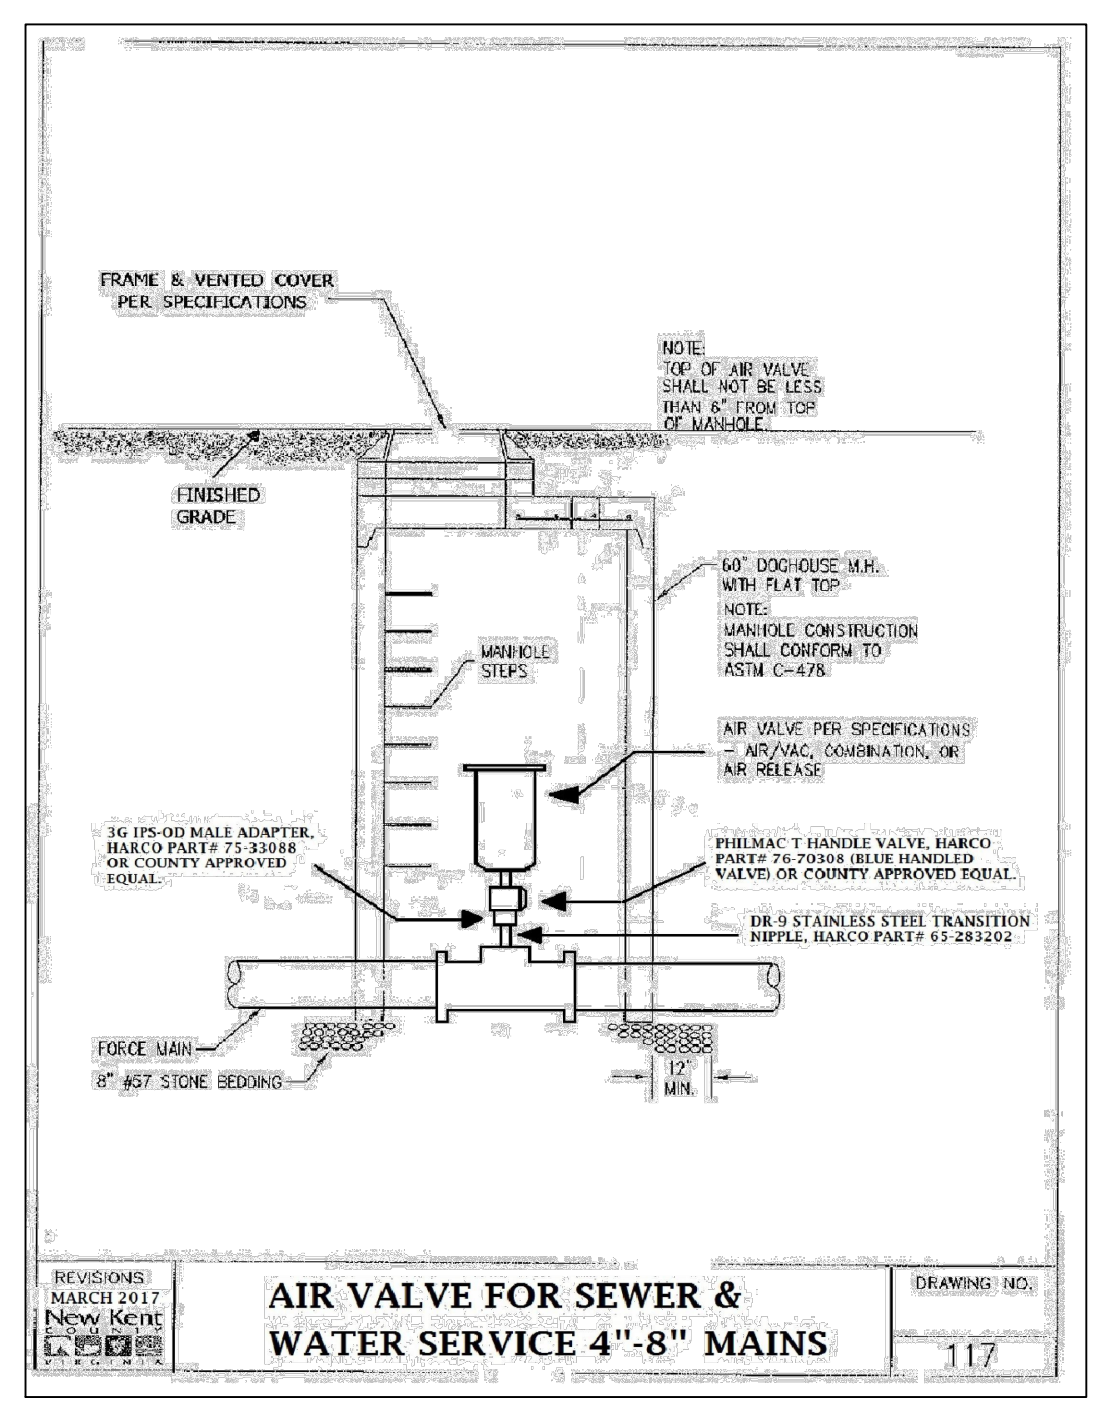 FRAME & VENTED COVER
PER SPECIFICATIONS
NOTE:
TOP OF AIR VALVE
SHALL NOT BE LESS
THAN 6" FROM TOP
OF MANHOLE.
FINISHED
GRADE
60" DOGHOUSE M.H.
WITH FLAT TOP
NOTE:
MANHOLE CONSTRUCTION
SHALL CONFORM TO
ASTM C-478
MANHOLE
STEPS
AIR VALVE PER SPECIFICATIONS
- AIR/VAC, COMBINATION, OR
AIR RELEASE
3G IPS-OD MALE ADAPTER,
HARCO PART# 75-33088
OR COUNTY APPROVED
EQUAL.
PHILMAC T HANDLE VALVE, HARCO
PART# 76-70308 (BLUE HANDLED
VALVE) OR COUNTY APPROVED EQUAL.
DR-9 STAINLESS STEEL TRANSITION
NIPPLE, HARCO PART# 65-283202
FORCE MAIN
8" #57 STONE BEDDING
12"
MIN.
REVISIONS
MARCH 2017
New Kent
COUNTY
VIRGINIA
AIR VALVE FOR SEWER &
WATER SERVICE 4"-8" MAINS
DRAWING NO.
117